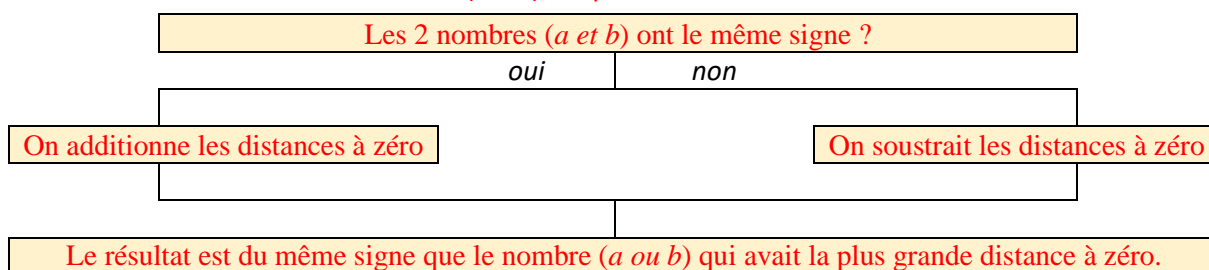 Les 2 nombres (a et b) ont le même signe ?
oui non
On additionne les distances à zéro
On soustrait les distances à zéro
Le résultat est du même signe que le nombre (a ou b) qui avait la plus grande distance à zéro.